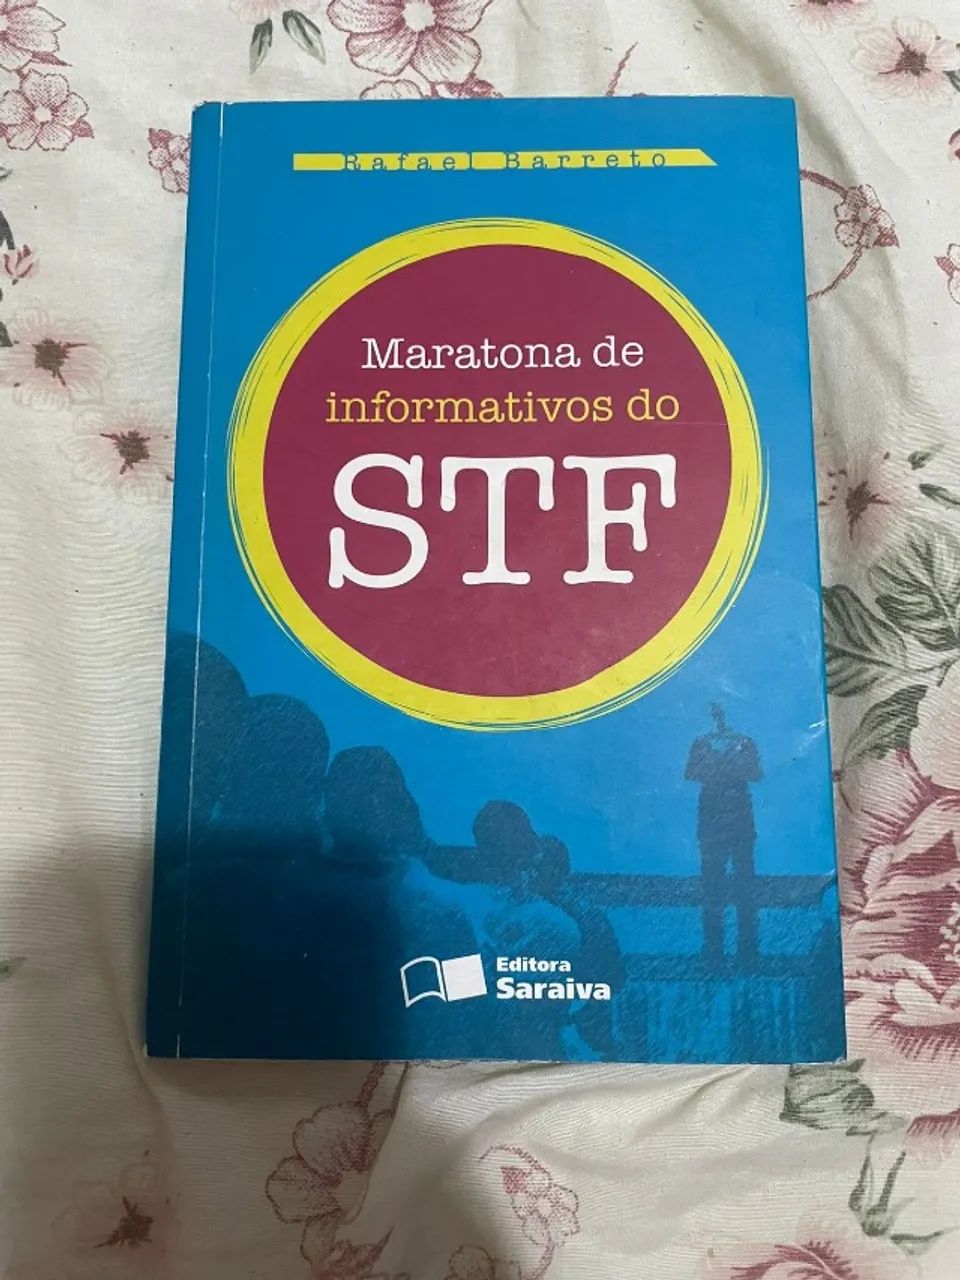 Rafael Barreto
Maratona de
informativos do
STF
Editora
Saraiva